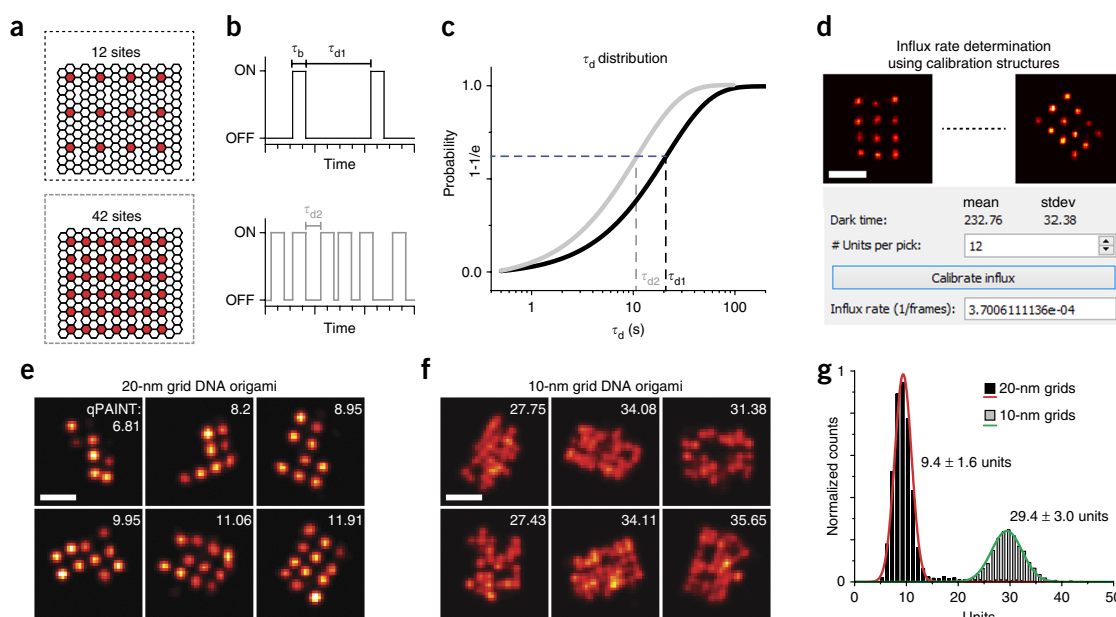 a
12 sites
42 sites
b
τb
τd1
ON
OFF
Time
τd2
ON
OFF
Time
c
τd distribution
Probability
1.0
1-1/e
0.0
τd2
τd1
1
10
100
τd (s)
d
Influx rate determination
using calibration structures
mean stdev
Dark time: 232.76 32.38
# Units per pick: 12
Calibrate influx
Influx rate (1/frames): 3.7006111136e-04
e
20-nm grid DNA origami
qPAINT:
6.81
8.2
8.95
9.95
11.06
11.91
f
10-nm grid DNA origami
27.75
34.08
31.38
27.43
34.11
35.65
g
20-nm grids
10-nm grids
9.4 ± 1.6 units
29.4 ± 3.0 units
Normalized counts
1
0
0 10 20 30 40 50
Units